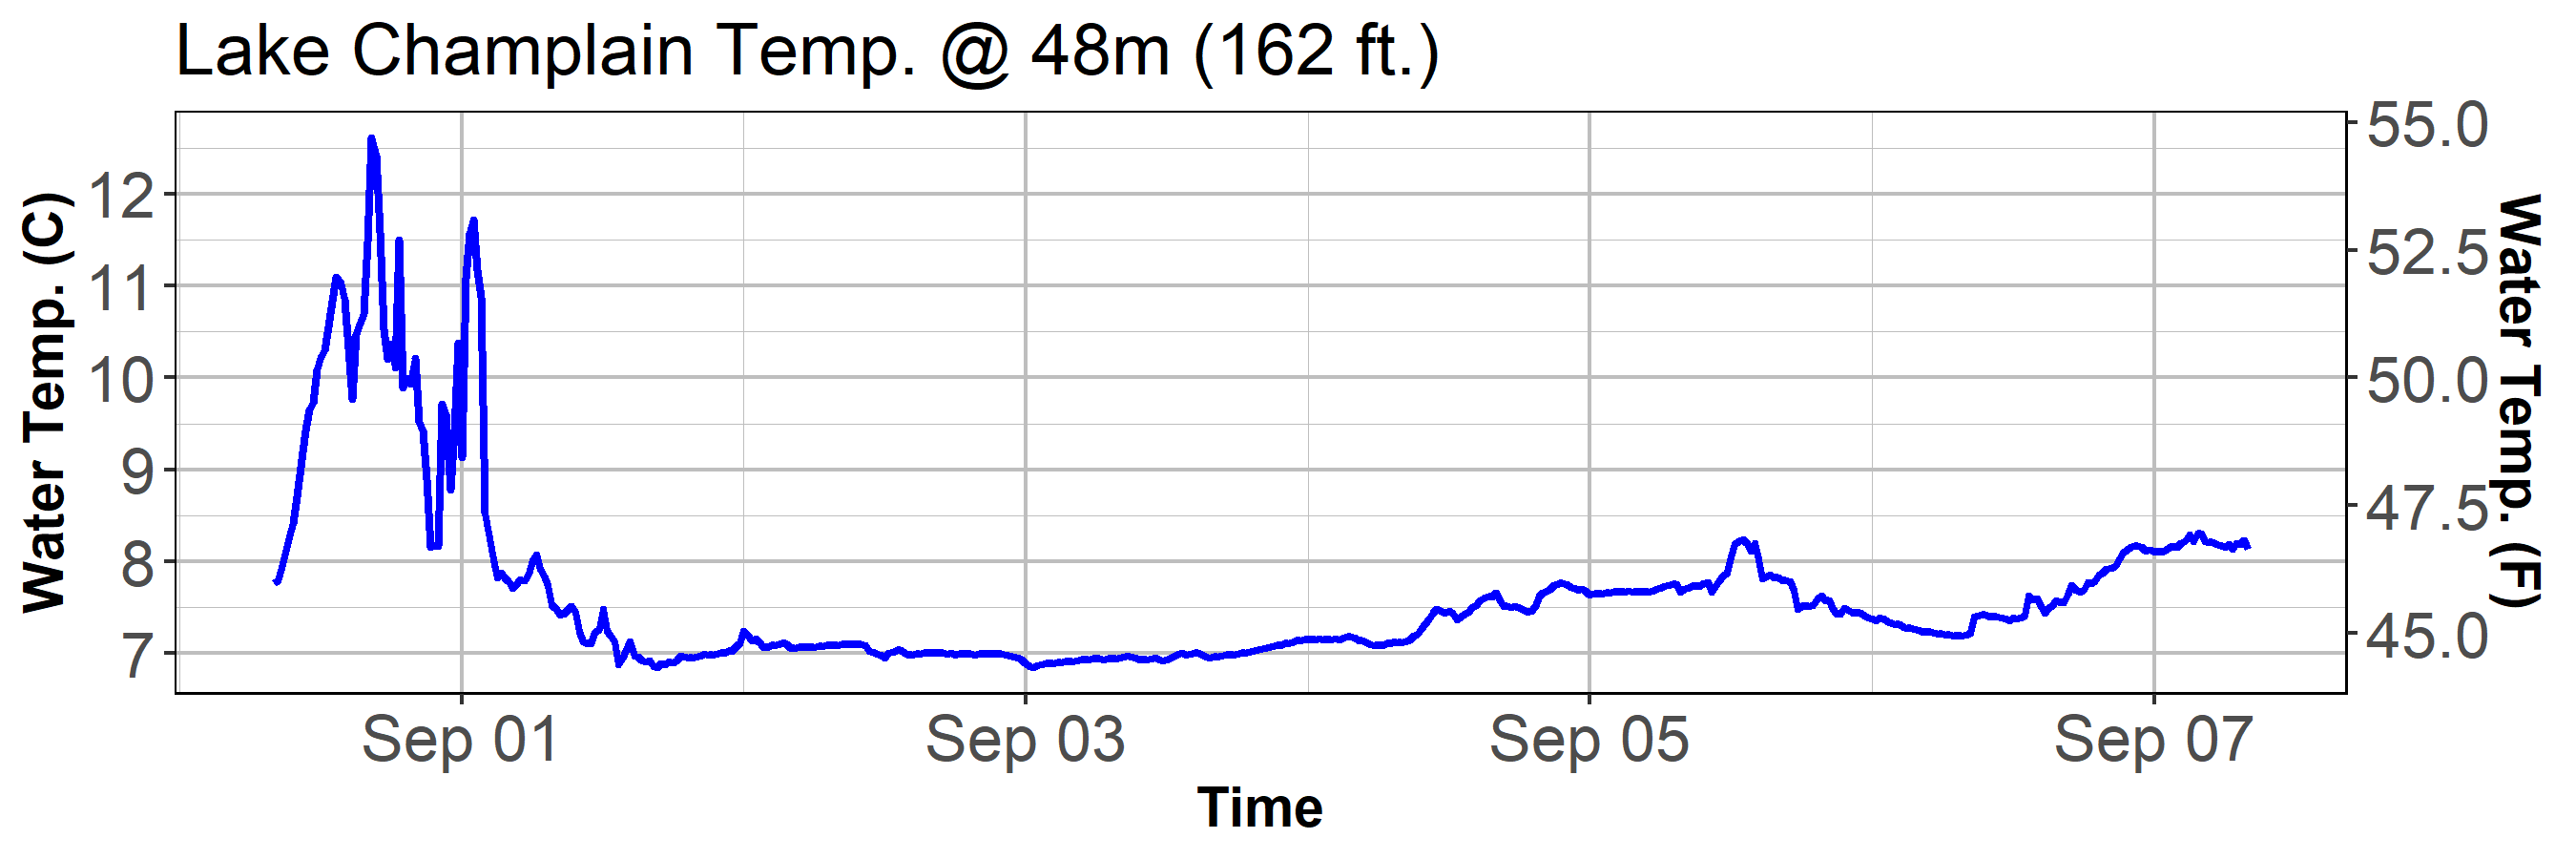 Lake Champlain Temp. @ 48m (162 ft.)
Water Temp. (C)
12
11
10
9
8
7
55.0
52.5
50.0
47.5
45.0
Water Temp. (F)
Sep 01
Sep 03
Sep 05
Sep 07
Time